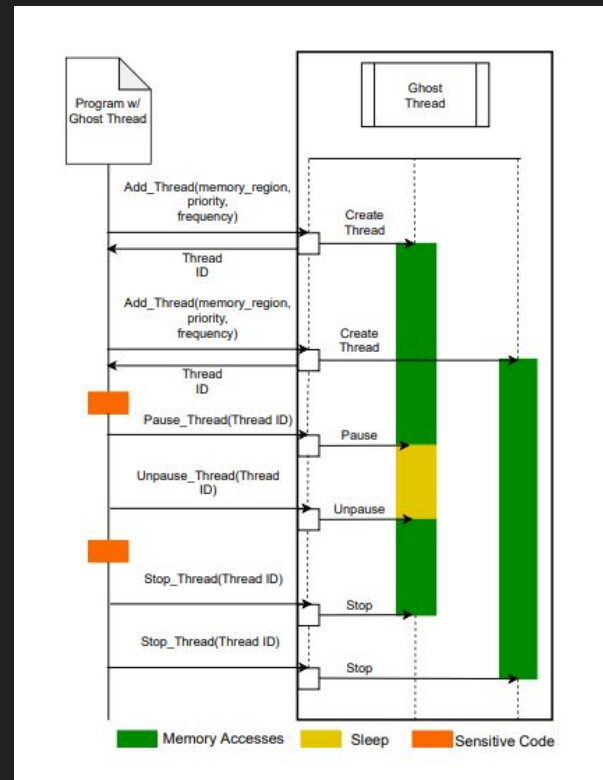 Program w/
Ghost Thread
Ghost
Thread
Add_Thread(memory_region,
priority,
frequency)
Create
Thread
Thread
ID
Add_Thread(memory_region,
priority,
frequency)
Create
Thread
Thread
ID
Pause_Thread(Thread ID)
Pause
Unpause_Thread(Thread
ID)
Unpause
Stop_Thread(Thread ID)
Stop
Stop_Thread(Thread ID)
Stop
Memory Accesses
Sleep
Sensitive Code